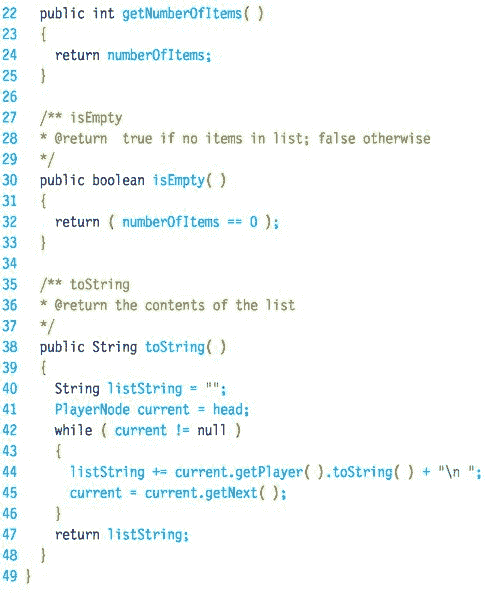 22 public int getNumberOfItems( )
23 {
24 return numberOfItems;
25 }
26
27 /** isEmpty
28 * @return true if no items in list; false otherwise
29 */
30 public boolean isEmpty( )
31 {
32 return ( numberOfItems == 0 );
33 }
34
35 /** toString
36 * @return the contents of the list
37 */
38 public String toString( )
39 {
40 String listString = "";
41 PlayerNode current = head;
42 while ( current != null )
43 {
44 listString += current.getPlayer( ).toString( ) + "\n ";
45 current = current.getNext( );
46 }
47 return listString;
48 }
49 }